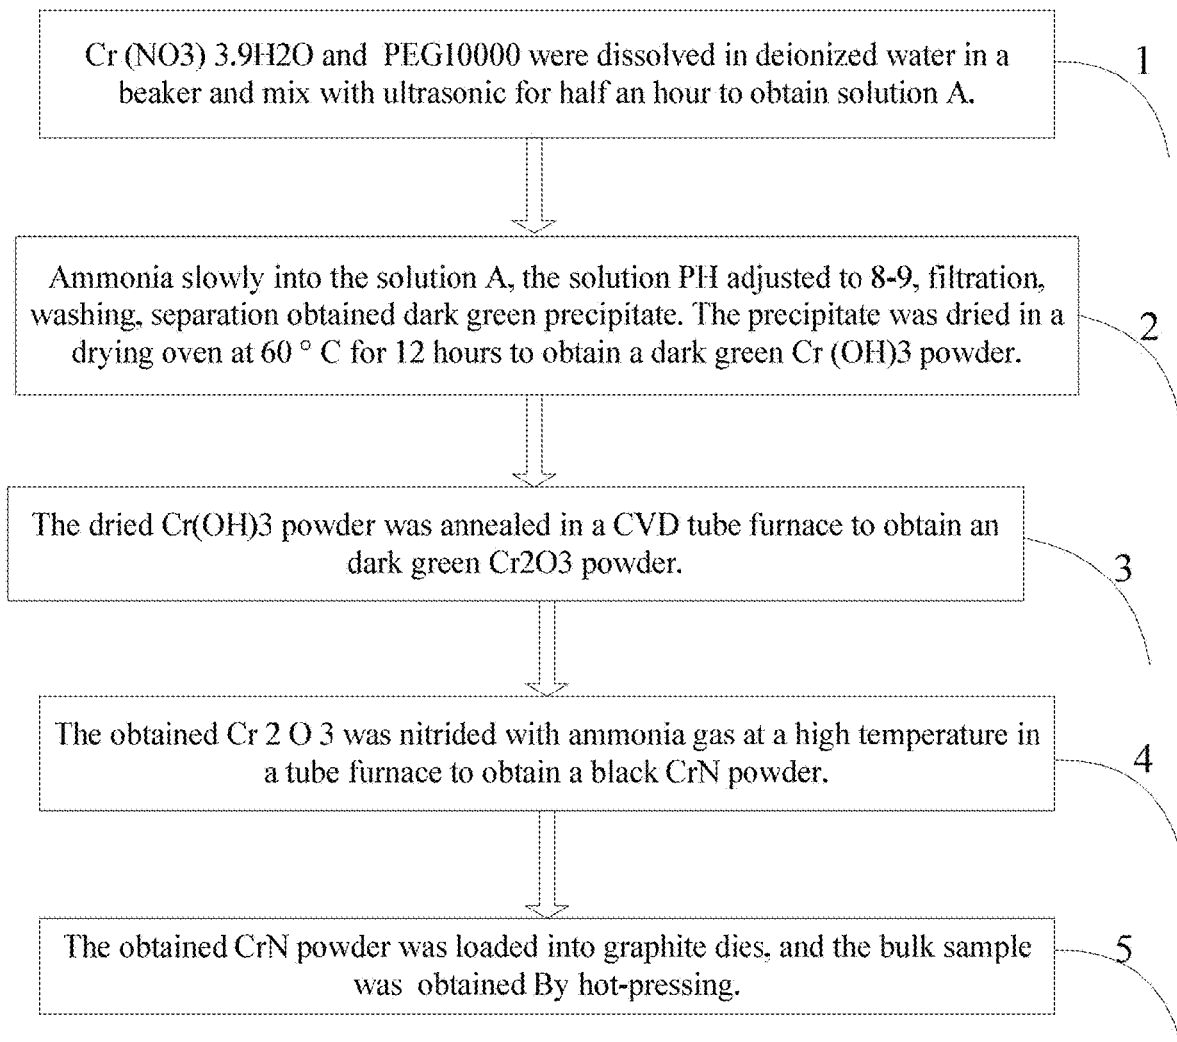 Cr (NO3) 3.9H2O and PEG10000 were dissolved in deionized water in a
beaker and mix with ultrasonic for half an hour to obtain solution A.
1
Ammonia slowly into the solution A, the solution PH adjusted to 8-9, filtration,
washing, separation obtained dark green precipitate. The precipitate was dried in a
drying oven at 60 ° C for 12 hours to obtain a dark green Cr (OH)3 powder.
2
The dried Cr(OH)3 powder was annealed in a CVD tube furnace to obtain an
dark green Cr2O3 powder.
3
The obtained Cr 2 O 3 was nitrided with ammonia gas at a high temperature in
a tube furnace to obtain a black CrN powder.
4
The obtained CrN powder was loaded into graphite dies, and the bulk sample
was obtained By hot-pressing.
5